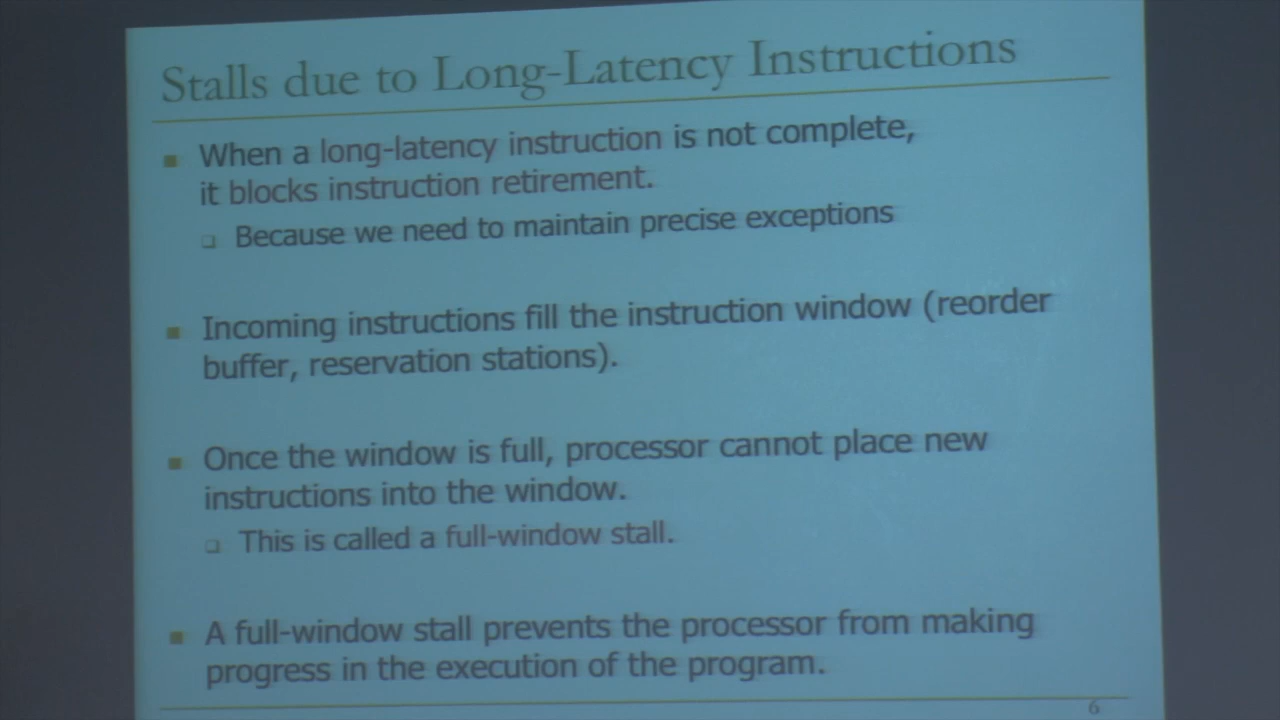 Stalls due to Long-Latency Instructions
When a long-latency instruction is not complete,
it blocks instruction retirement.
Because we need to maintain precise exceptions
Incoming instructions fill the instruction window (reorder
buffer, reservation stations).
Once the window is full, processor cannot place new
instructions into the window.
This is called a full-window stall.
A full-window stall prevents the processor from making
progress in the execution of the program.
6